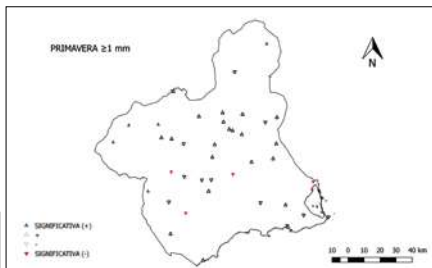 PRIMAVERA ≥1 mm
N
SIGNIFICATIVA (+)
+
-
SIGNIFICATIVA (-)
10 0 10 20 30 40 km